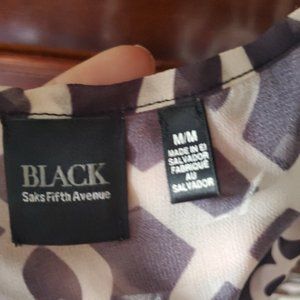 BLACK
Saks Fifth Avenue
M/M
MADE IN El
SALVADOR
FABRIQUÉ
AU
SALVADOR